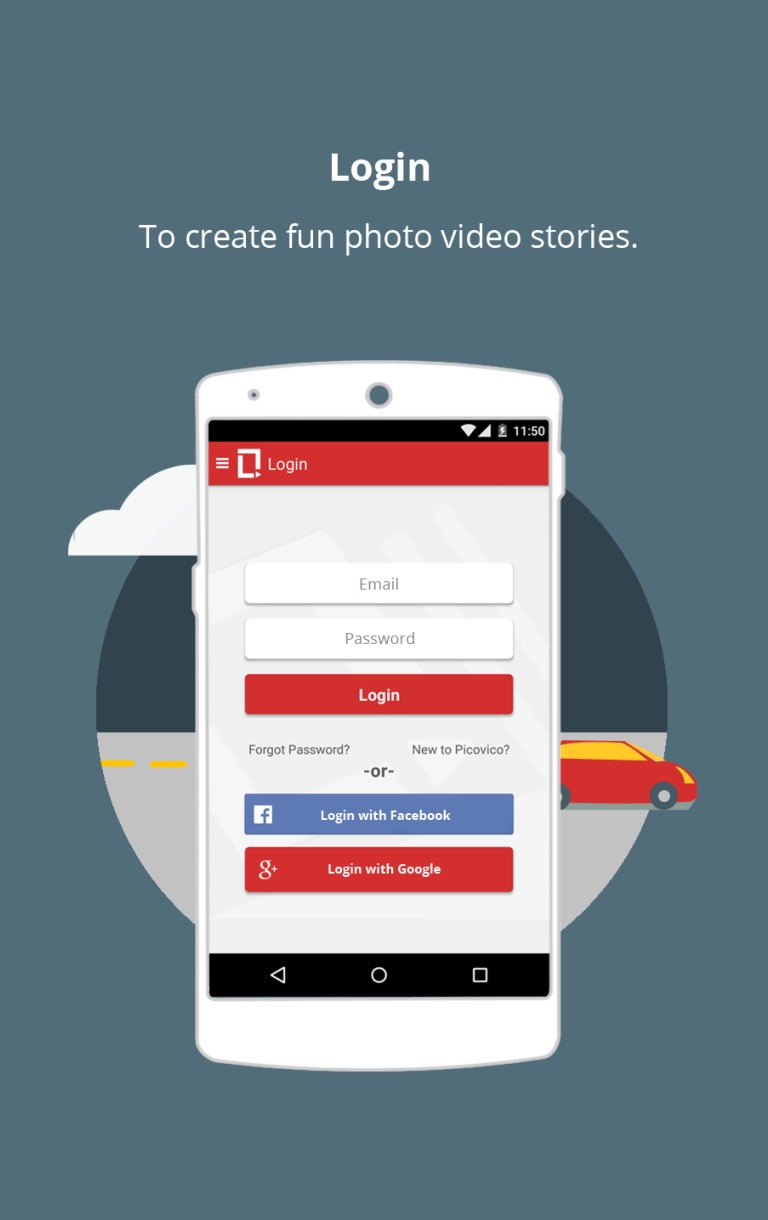 Login
To create fun photo video stories.
11:50
Login
Email
Password
Login
Forgot Password? New to Picovico?
-or-
Login with Facebook
g+ Login with Google